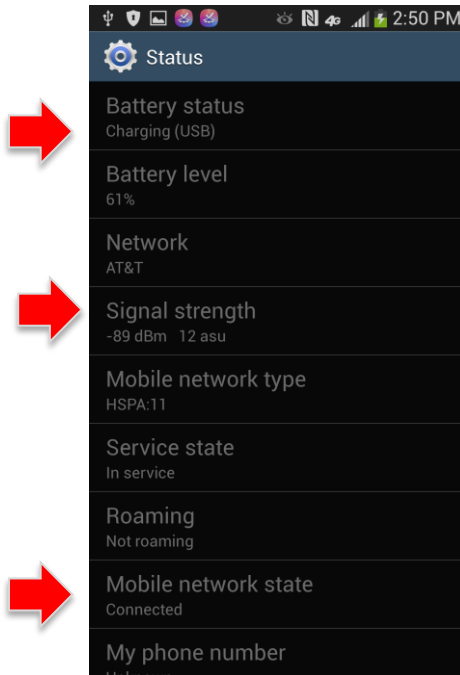 4G 2:50 PM
Status
Battery status
Charging (USB)
Battery level
61%
Network
AT&T
Signal strength
-89 dBm 12 asu
Mobile network type
HSPA:11
Service state
In service
Roaming
Not roaming
Mobile network state
Connected
My phone number